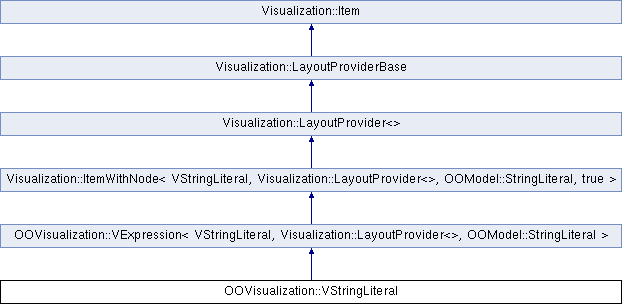 Visualization::Item
Visualization::LayoutProviderBase
Visualization::LayoutProvider<>
Visualization::ItemWithNode< VStringLiteral, Visualization::LayoutProvider<>, OOModel::StringLiteral, true >
OOVisualization::VExpression< VStringLiteral, Visualization::LayoutProvider<>, OOModel::StringLiteral >
OOVisualization::VStringLiteral